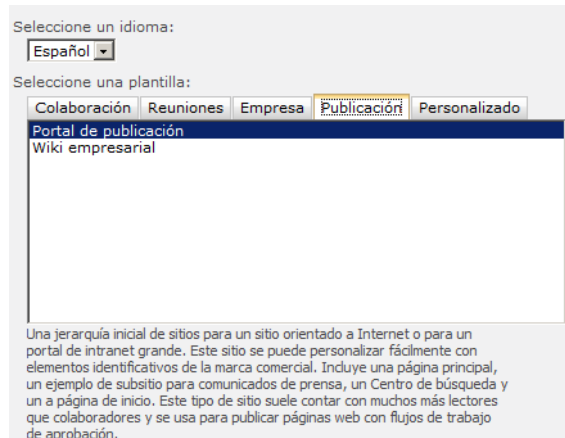 Seleccione un idioma:
Español
Seleccione una plantilla:
Colaboración Reuniones Empresa Publicación Personalizado
Portal de publicación
Wiki empresarial
Una jerarquía inicial de sitios para un sitio orientado a Internet o para un
portal de intranet grande. Este sitio se puede personalizar fácilmente con
elementos identificativos de la marca comercial. Incluye una página principal,
un ejemplo de subsitio para comunicados de prensa, un Centro de búsqueda y
un a página de inicio. Este tipo de sitio suele contar con muchos más lectores
que colaboradores y se usa para publicar páginas web con flujos de trabajo
de aprobación.